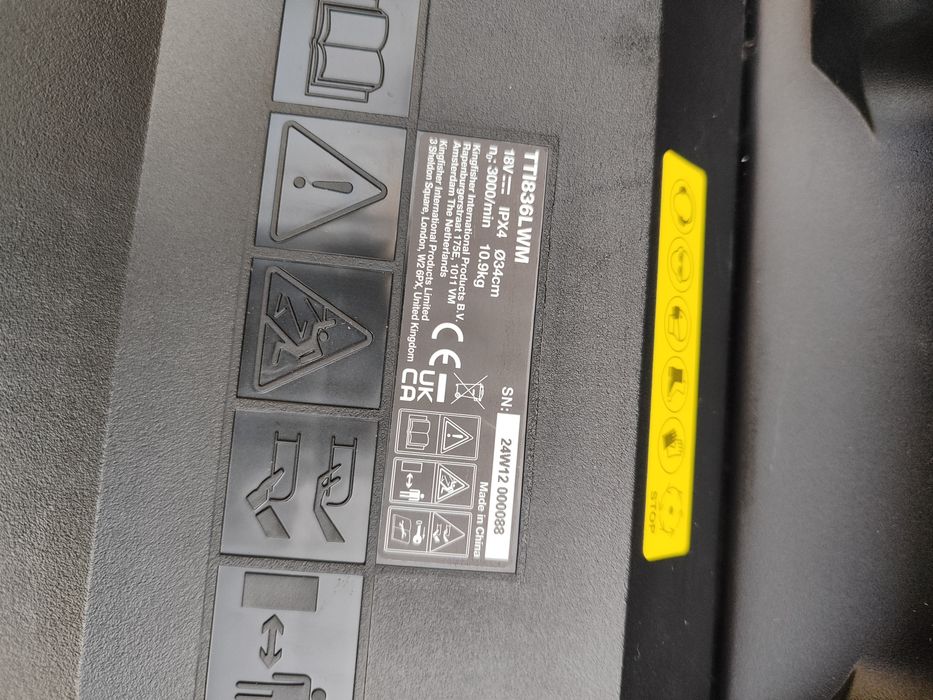 TTI836LWM
18V⎓ IPX4 Ø34cm
n₀: 3000/min 10.9kg
Kingfisher International Products B.V.
Rapenburgerstraat 175E, 1011 VM
Amsterdam The Netherlands
Kingfisher International Products Limited
3 Sheldon Square, London, W2 6PX, United Kingdom
CE
UK
CA
SN: 24W12 000088
Made in China
STOP